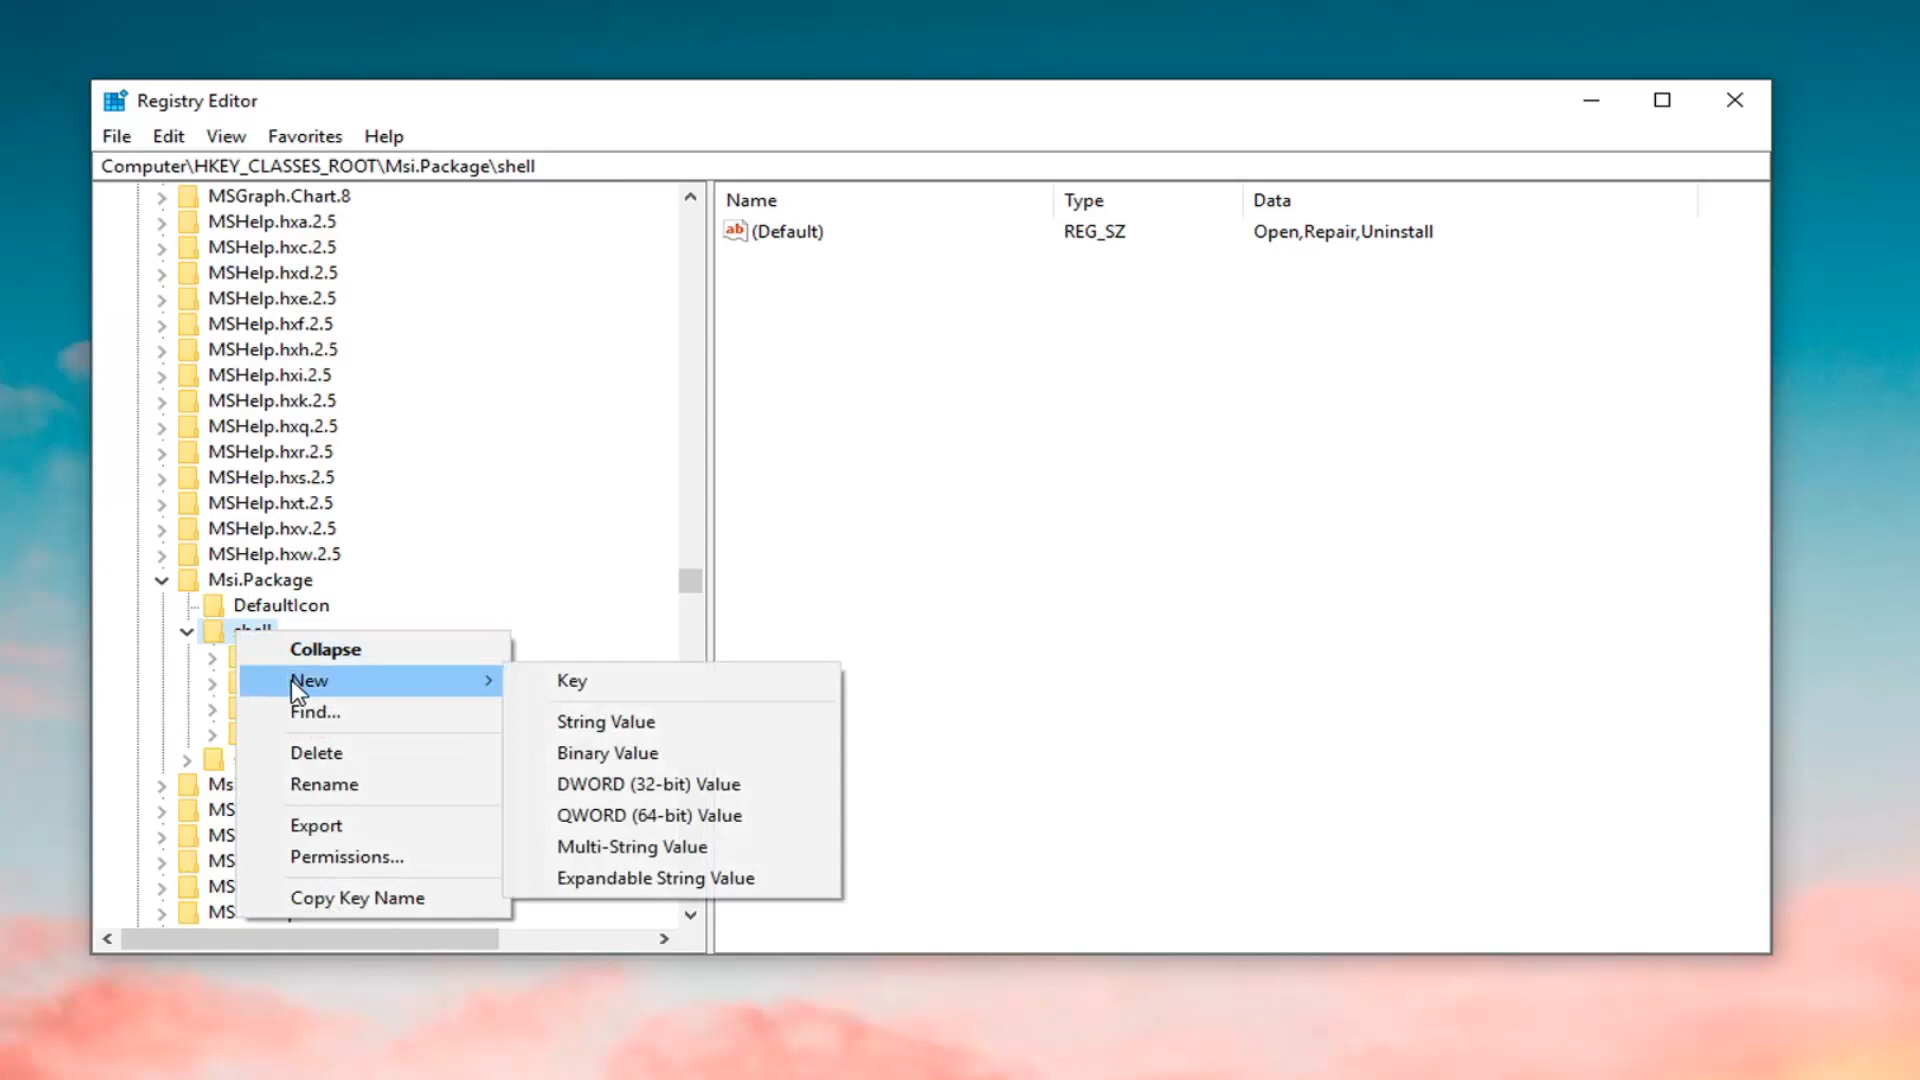 Registry Editor
File Edit View Favorites Help
Computer\HKEY_CLASSES_ROOT\Msi.Package\shell
MSGraph.Chart.8
MSHelp.hxa.2.5
MSHelp.hxc.2.5
MSHelp.hxd.2.5
MSHelp.hxe.2.5
MSHelp.hxf.2.5
MSHelp.hxh.2.5
MSHelp.hxi.2.5
MSHelp.hxk.2.5
MSHelp.hxq.2.5
MSHelp.hxr.2.5
MSHelp.hxs.2.5
MSHelp.hxt.2.5
MSHelp.hxv.2.5
MSHelp.hxw.2.5
Msi.Package
DefaultIcon
shell
Ms
MS
MS
MS
MS
MS
Collapse
New
Find...
Delete
Rename
Export
Permissions...
Copy Key Name
Key
String Value
Binary Value
DWORD (32-bit) Value
QWORD (64-bit) Value
Multi-String Value
Expandable String Value
Name Type Data
ab (Default) REG_SZ Open,Repair,Uninstall